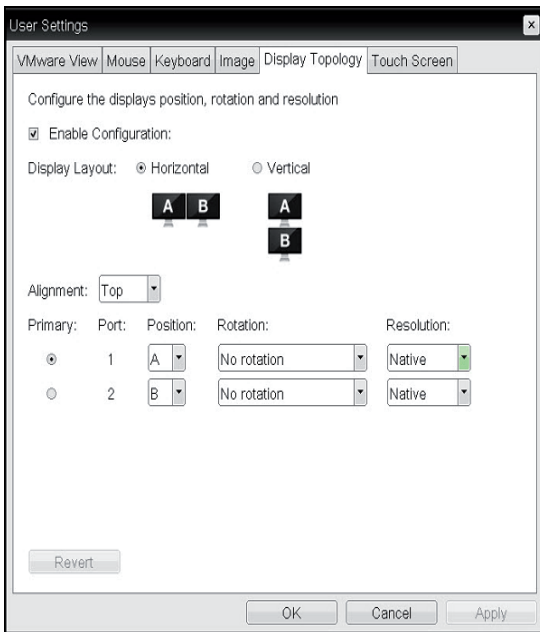 User Settings
VMware View Mouse Keyboard Image Display Topology Touch Screen
Configure the displays position, rotation and resolution
Enable Configuration:
Display Layout: Horizontal Vertical
A B A
B
Alignment: Top
Primary: Port: Position: Rotation: Resolution:
1 A No rotation Native
2 B No rotation Native
Revert
OK Cancel Apply